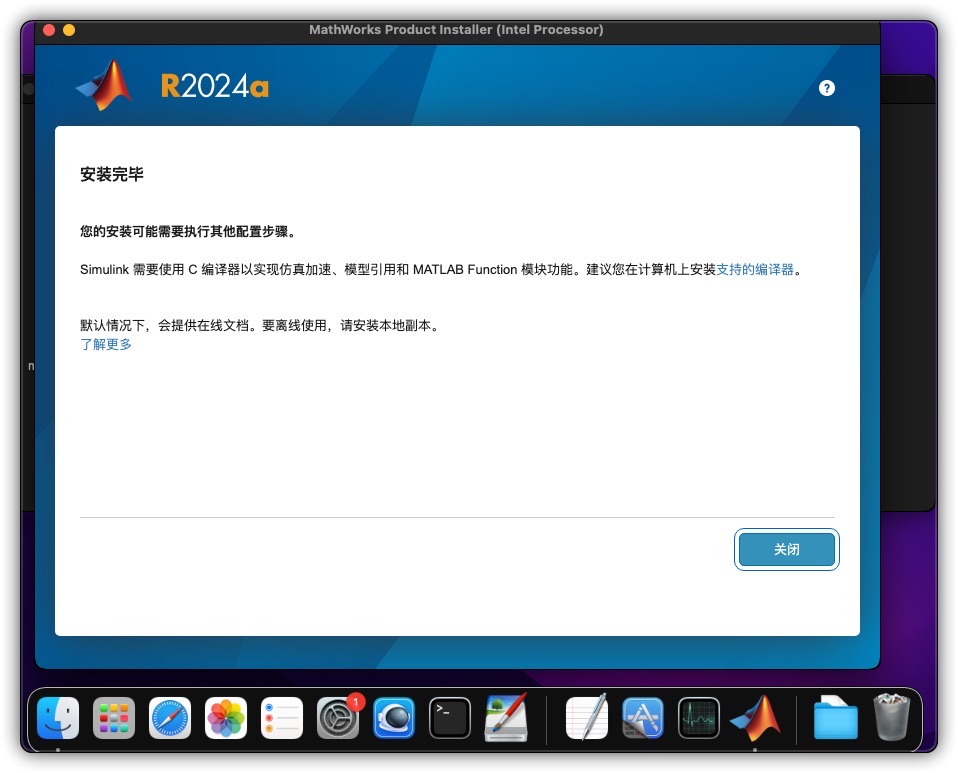 MathWorks Product Installer (Intel Processor)
R2024a
?
安装完毕
您的安装可能需要执行其他配置步骤。
Simulink 需要使用 C 编译器以实现仿真加速、模型引用和 MATLAB Function 模块功能。建议您在计算机上安装支持的编译器。
默认情况下，会提供在线文档。要离线使用，请安装本地副本。
了解更多
n
关闭
1
>_